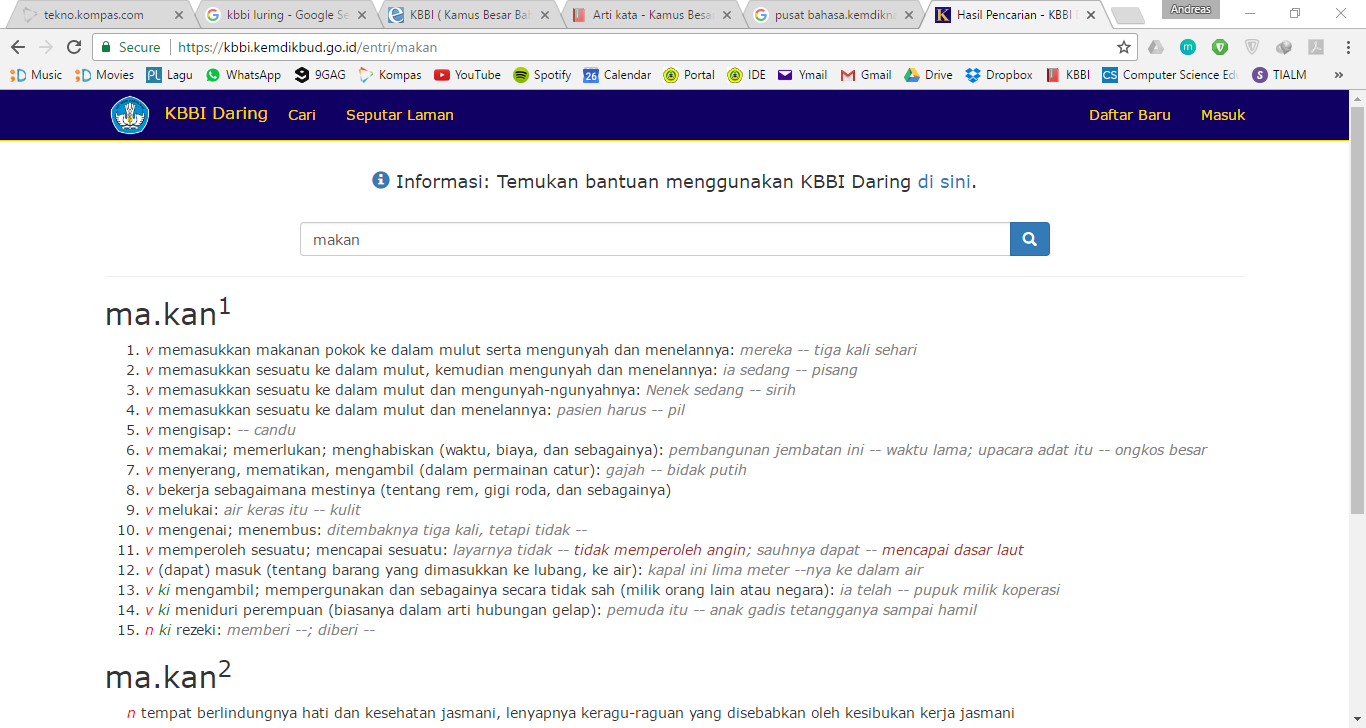 tekno.kompas.com
kbbi luring - Google Se
KBBI ( Kamus Besar Bah
Arti kata - Kamus Besa
pusat bahasa.kemdikna
Hasil Pencarian - KBBI
Andreas
Secure https://kbbi.kemdikbud.go.id/entri/makan
Music Movices Lagu WhatsApp 9GAG Kompas YouTube Spotify Calendar Portal IDE Ymail Gmail Drive Dropbox KBBI Computer Science Edu TIALM »
KBBI Daring Cari Seputar Laman Daftar Baru Masuk
Informasi: Temukan bantuan menggunakan KBBI Daring di sini.
makan
ma.kan1
1. v memasukkan makanan pokok ke dalam mulut serta mengunyah dan menelannya: mereka -- tiga kali sehari
2. v memasukkan sesuatu ke dalam mulut, kemudian mengunyah dan menelannya: ia sedang -- pisang
3. v memasukkan sesuatu ke dalam mulut dan mengunyah-ngunyahnya: Nenek sedang -- sirih
4. v memasukkan sesuatu ke dalam mulut dan menelannya: pasien harus -- pil
5. v mengisap: -- candu
6. v memakai; memerlukan; menghabiskan (waktu, biaya, dan sebagainya): pembangunan jembatan ini -- waktu lama; upacara adat itu -- ongkos besar
7. v menyerang, mematikan, mengambil (dalam permainan catur): gajah -- bidak putih
8. v bekerja sebagaimana mestinya (tentang rem, gigi roda, dan sebagainya)
9. v melukai: air keras itu -- kulit
10. v mengenai; menembus: ditembaknya tiga kali, tetapi tidak --
11. v memperoleh sesuatu; mencapai sesuatu: layarnya tidak -- tidak memperoleh angin; sauhnya dapat -- mencapai dasar laut
12. v (dapat) masuk (tentang barang yang dimasukkan ke lubang, ke air): kapal ini lima meter --nya ke dalam air
13. v ki mengambil; mempergunakan dan sebagainya secara tidak sah (milik orang lain atau negara): ia telah -- pupuk milik koperasi
14. v ki meniduri perempuan (biasanya dalam arti hubungan gelap): pemuda itu -- anak gadis tetangganya sampai hamil
15. n ki rezeki: memberi --; diberi --
ma.kan2
n tempat berlindungnya hati dan kesehatan jasmani, lenyapnya keragu-raguan yang disebabkan oleh kesibukan kerja jasmani